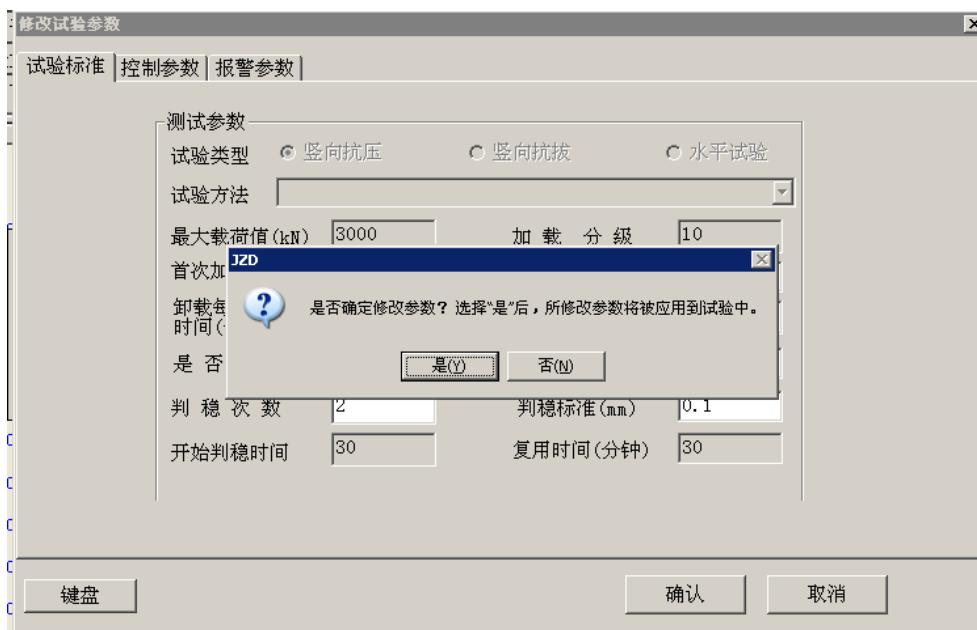 修改试验参数
试验标准 控制参数 报警参数
测试参数
试验类型 竖向抗压 竖向抗拔 水平试验
试验方法
最大载荷值(kN) 3000 加 载 分 级 10
首次加
JZD
卸载每
时间(
是否确定修改参数? 选择“是”后，所修改参数将被应用到试验中。
是 否
是(Y) 否(N)
判 稳 次 数 2 判稳标准(mm) 0.1
开始判稳时间 30 复用时间(分钟) 30
键盘 确认 取消